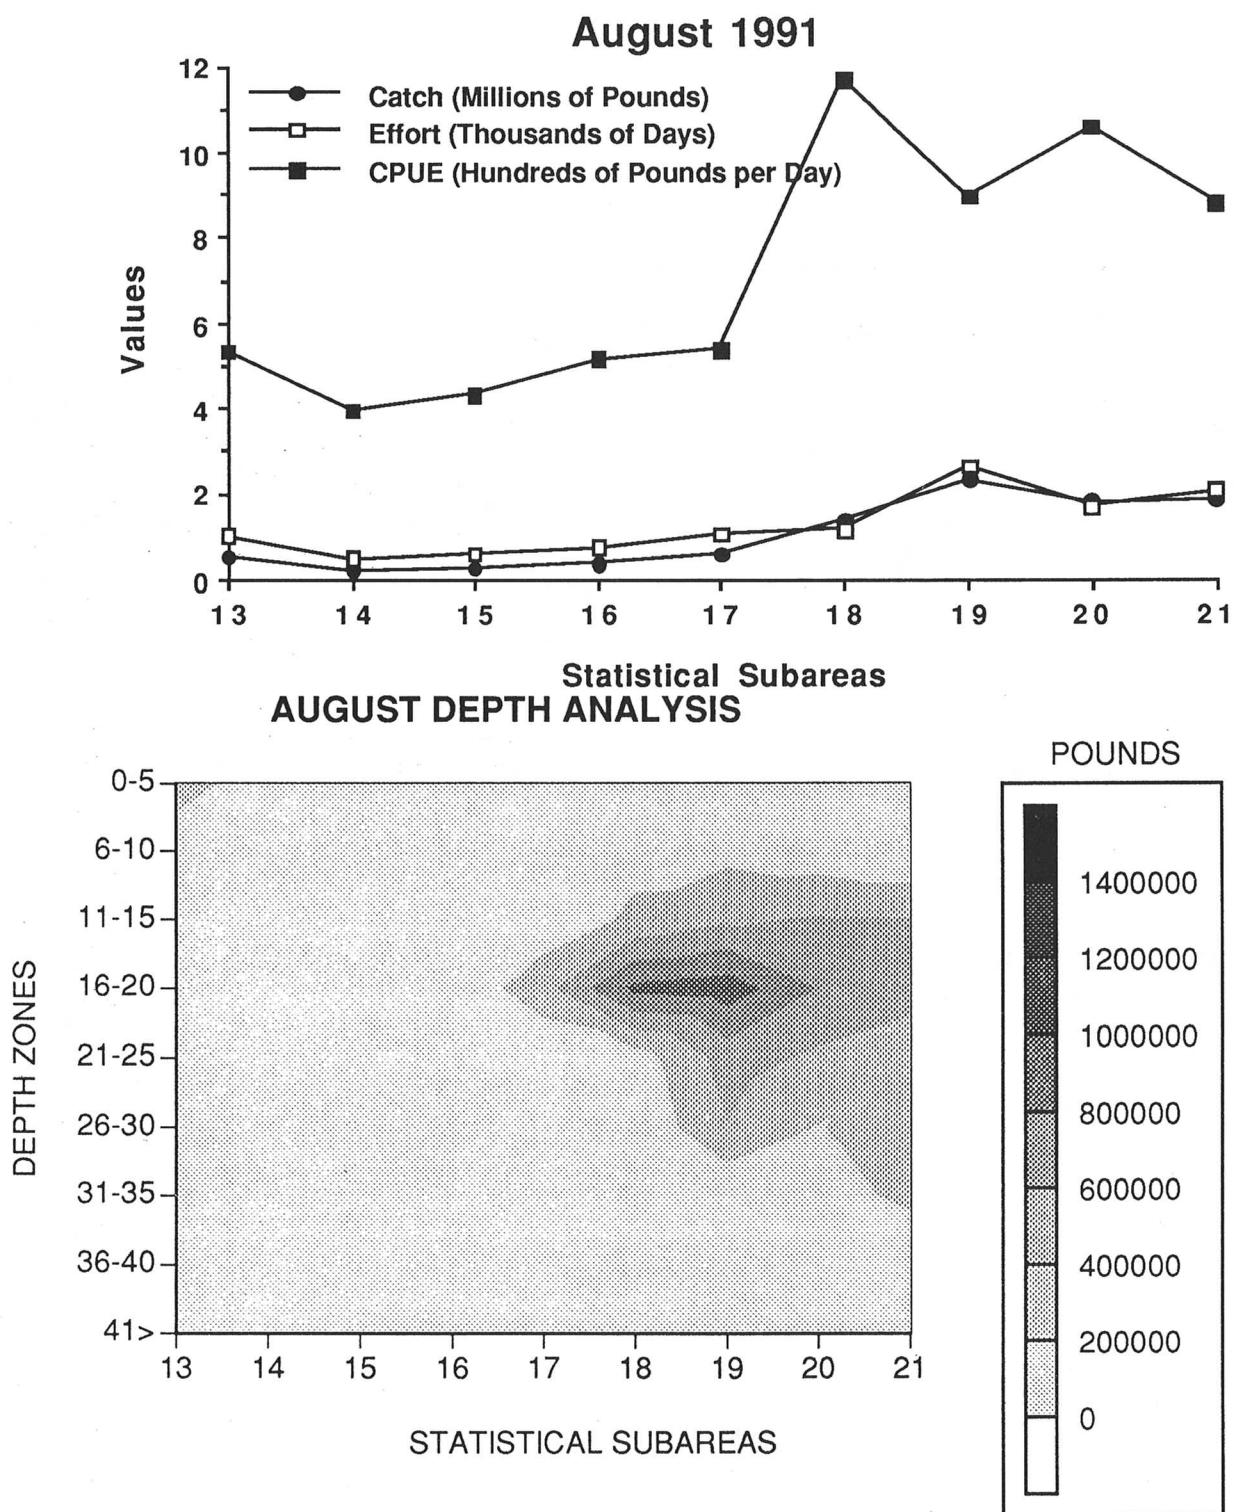 August 1991
12
Catch (Millions of Pounds)
Effort (Thousands of Days)
10
CPUE (Hundreds of Pounds per Day)
8
6
4
2
0
Values
13 14 15 16 17 18 19 20 21
Statistical Subareas
AUGUST DEPTH ANALYSIS
POUNDS
0-5
6-10
11-15
16-20
21-25
26-30
31-35
36-40
41>
DEPTH ZONES
13 14 15 16 17 18 19 20 21
STATISTICAL SUBAREAS
1400000
1200000
1000000
800000
600000
400000
200000
0